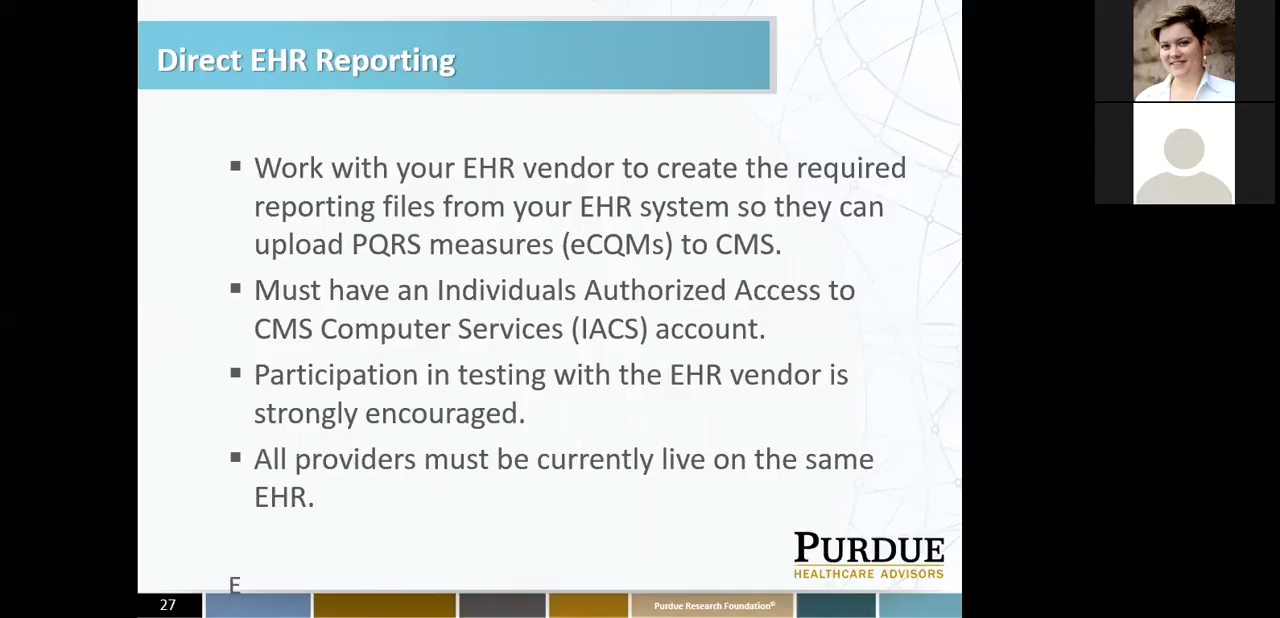 Direct EHR Reporting
▪ Work with your EHR vendor to create the required
reporting files from your EHR system so they can
upload PQRS measures (eCQMs) to CMS.
▪ Must have an Individuals Authorized Access to
CMS Computer Services (IACS) account.
▪ Participation in testing with the EHR vendor is
strongly encouraged.
▪ All providers must be currently live on the same
EHR.
PURDUE
HEALTHCARE ADVISORS
E
27
Purdue Research Foundation©